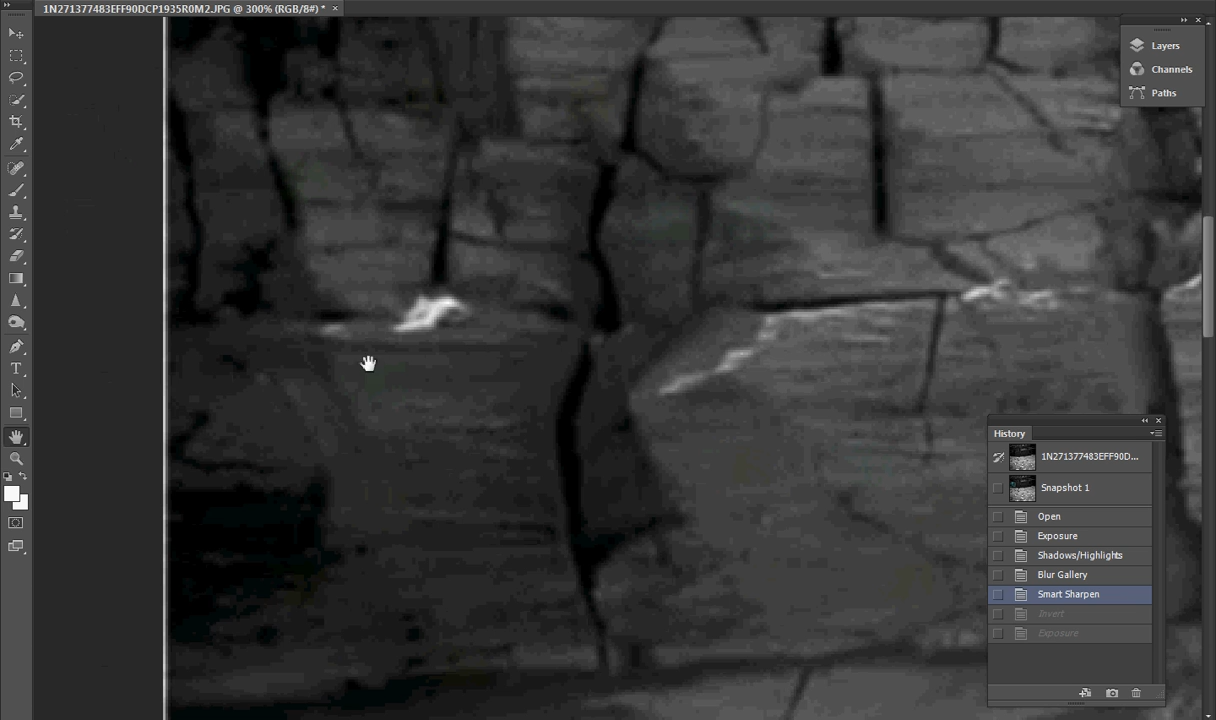 1N271377483EFF90DCP1935R0M2.JPG @ 300% (RGB/8#) * ×
Layers
Channels
Paths
T
History
1N271377483EFF90D...
Snapshot 1
Open
Exposure
Shadows/Highlights
Blur Gallery
Smart Sharpen
Invert
Exposure